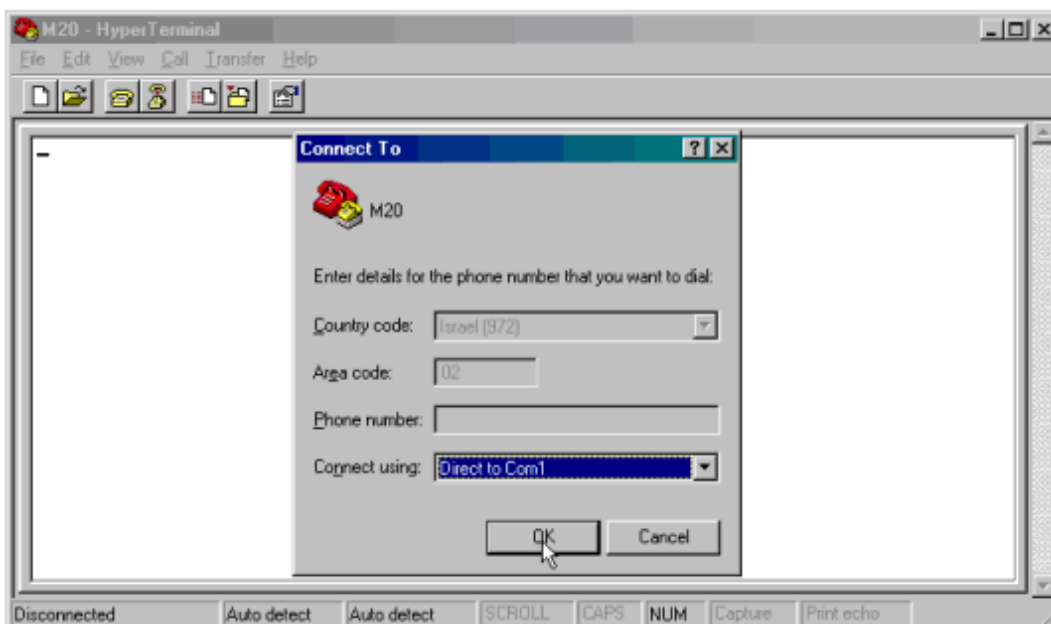 M20 - HyperTerminal
File Edit View Call Transfer Help
Connect To
M20
Enter details for the phone number that you want to dial:
Country code: Israel (972)
Area code: 02
Phone number:
Connect using: Direct to Com1
OK Cancel
Disconnected Auto detect Auto detect SCROLL CAPS NUM Capture Print echo